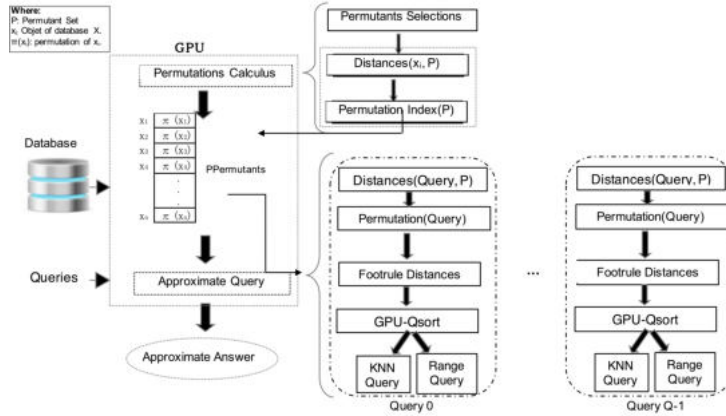 Where:
P: Permutant Set
xᵢ Objet of database X.
π(xᵢ): permutation of xᵢ.
GPU
Permutations Calculus
Permutants Selections
Distances(xᵢ, P)
Permutation Index(P)
x₁ π (x₁)
x₂ π (x₂)
x₃ π (x₃)
x₄ π (x₄)
PPermutants
Database
Queries
Approximate Query
Approximate Answer
Distances(Query, P)
Permutation(Query)
Footrule Distances
GPU-Qsort
KNN
Query
Range
Query
Query 0
...
Distances(Query, P)
Permutation(Query)
Footrule Distances
GPU-Qsort
KNN
Query
Range
Query
Query Q-1